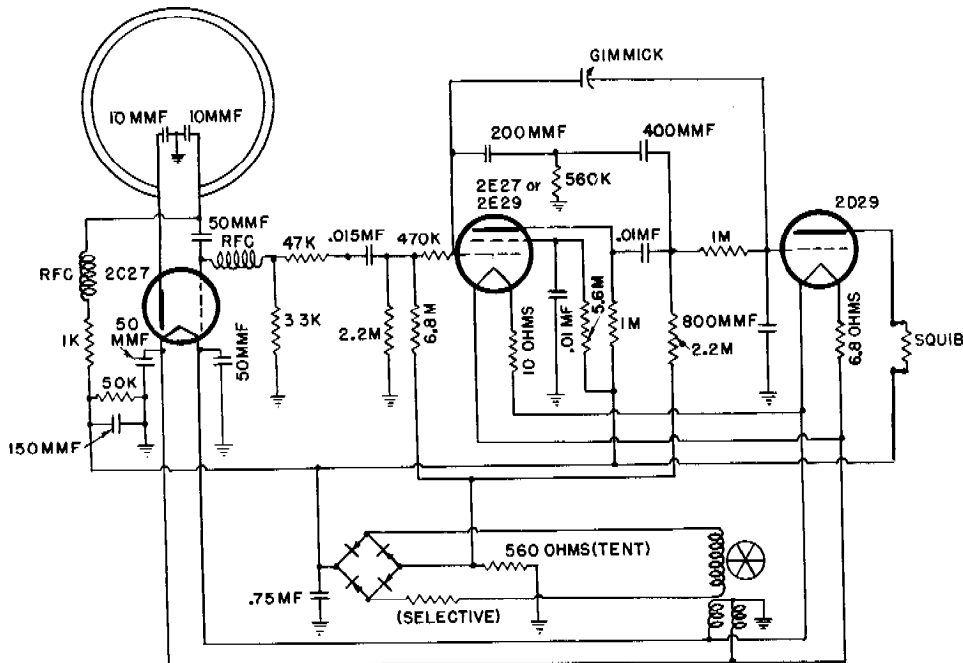 GIMMICK
10 MMF
10MMF
200MMF
400MMF
2E27 or
2E29
560K
2D29
50MMF
RFC
47K
.015MF
470K
.01MF
1M
RFC
2C27
50
MMF
1K
3.3K
2.2M
6.8M
10 OHMS
.01MF
5.6M
1M
800MMF
2.2M
6.8 OHMS
SQUIB
50K
50MMF
150MMF
560 OHMS(TENT)
.75MF
(SELECTIVE)